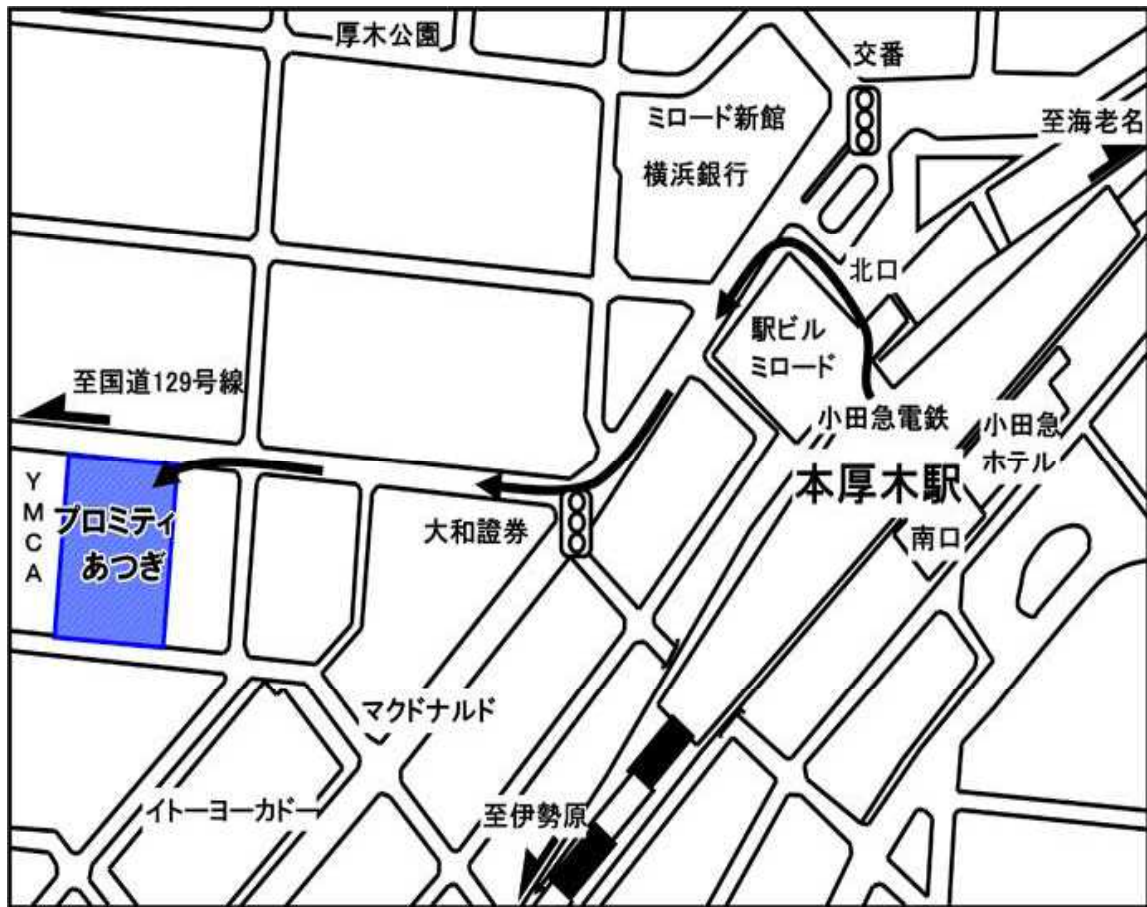 厚木公園
交番
ミロード新館
至海老名
横浜銀行
北口
駅ビル
ミロード
至国道129号線
小田急電鉄
小田急
ホテル
本厚木駅
YMCA
プロミティ
あつぎ
大和證券
南口
マクドナルド
イトーヨーカドー
至伊勢原